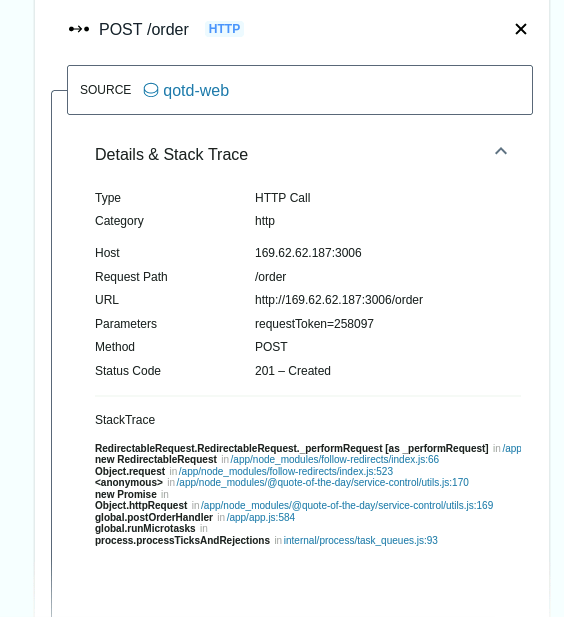 POST /order HTTP
SOURCE qotd-web
Details & Stack Trace
Type HTTP Call
Category http
Host 169.62.62.187:3006
Request Path /order
URL http://169.62.62.187:3006/order
Parameters requestToken=258097
Method POST
Status Code 201 – Created
StackTrace
RedirectableRequest.RedirectableRequest._performRequest [as _performRequest] in /app
new RedirectableRequest in /app/node_modules/follow-redirects/index.js:66
Object.request in /app/node_modules/follow-redirects/index.js:523
<anonymous> in /app/node_modules/@quote-of-the-day/service-control/utils.js:170
new Promise in
Object.httpRequest in /app/node_modules/@quote-of-the-day/service-control/utils.js:169
global.postOrderHandler in /app/app.js:584
global.runMicrotasks in
process.processTicksAndRejections in internal/process/task_queues.js:93